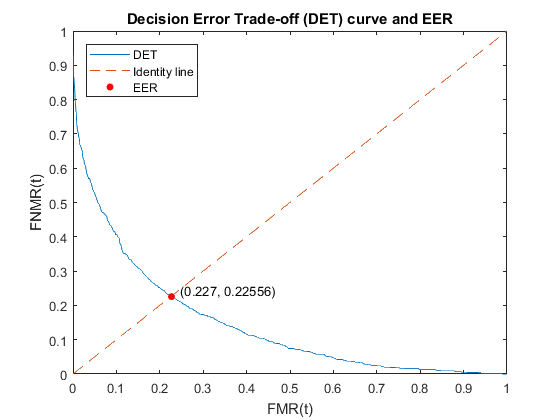 Decision Error Trade-off (DET) curve and EER
DET
Identity line
EER
(0.227, 0.22556)
FNMR(t)
1
0.9
0.8
0.7
0.6
0.5
0.4
0.3
0.2
0.1
0
0 0.1 0.2 0.3 0.4 0.5 0.6 0.7 0.8 0.9 1
FMR(t)